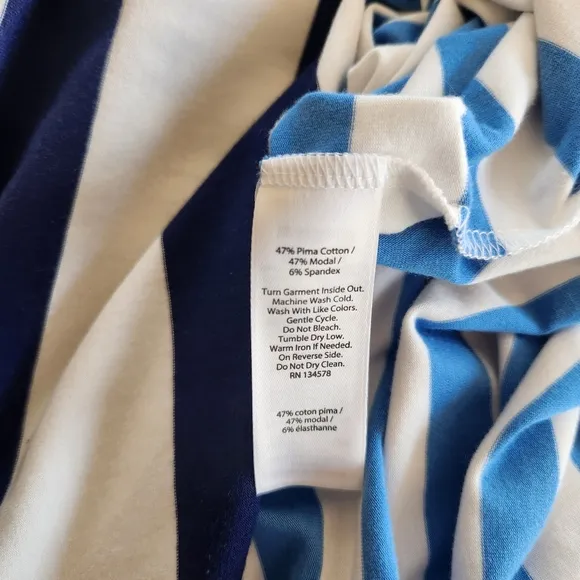 47% Pima Cotton /
47% Modal /
6% Spandex
Turn Garment Inside Out.
Machine Wash Cold.
Wash With Like Colors.
Gentle Cycle.
Do Not Bleach.
Tumble Dry Low.
Warm Iron If Needed.
On Reverse Side.
Do Not Dry Clean.
RN 134578
47% coton pima /
47% modal /
6% élasthanne